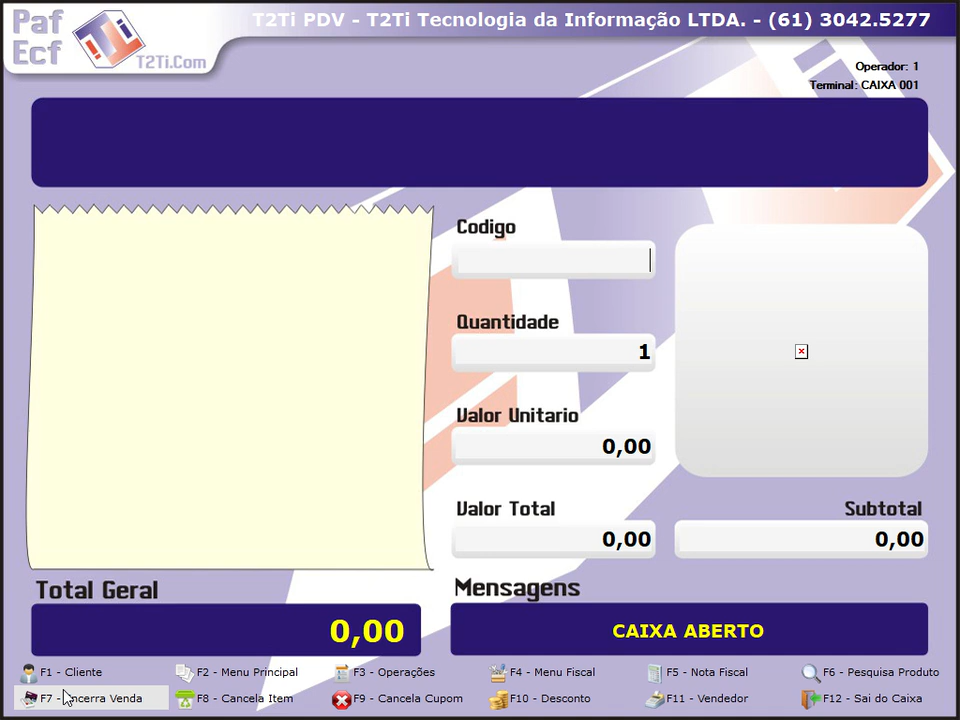 Paf
Ecf
T2Ti.Com
T2Ti PDV - T2Ti Tecnologia da Informação LTDA. - (61) 3042.5277
Operador: 1
Terminal: CAIXA 001
Codigo
Quantidade
1
Valor Unitario
0,00
Valor Total
0,00
Subtotal
0,00
Total Geral
0,00
Mensagens
CAIXA ABERTO
F1 - Cliente
F2 - Menu Principal
F3 - Operações
F4 - Menu Fiscal
F5 - Nota Fiscal
F6 - Pesquisa Produto
F7 - Encerra Venda
F8 - Cancela Item
F9 - Cancela Cupom
F10 - Desconto
F11 - Vendedor
F12 - Sai do Caixa